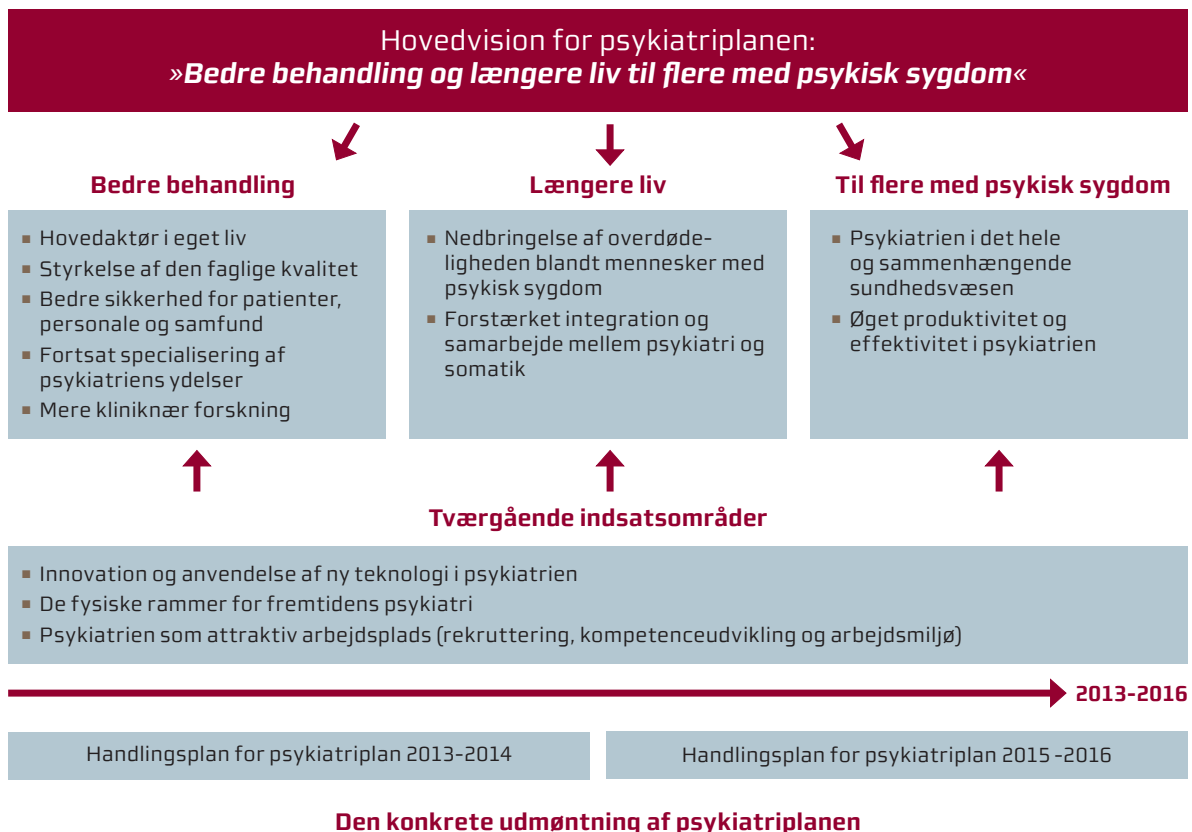 Hovedvision for psykiatriplanen:
»Bedre behandling og længere liv til flere med psykisk sygdom«
Bedre behandling
▪ Hovedaktør i eget liv
▪ Styrkelse af den faglige kvalitet
▪ Bedre sikkerhed for patienter,
personale og samfund
▪ Fortsat specialisering af
psykiatriens ydelser
▪ Mere kliniknær forskning
Længere liv
▪ Nedbringelse af overdøde-
ligheden blandt mennesker med
psykisk sygdom
▪ Forstærket integration og
samarbejde mellem psykiatri og
somatik
Til flere med psykisk sygdom
▪ Psykiatrien i det hele
og sammenhængende
sundhedsvæsen
▪ Øget produktivitet og
effektivitet i psykiatrien
Tværgående indsatsområder
▪ Innovation og anvendelse af ny teknologi i psykiatrien
▪ De fysiske rammer for fremtidens psykiatri
▪ Psykiatrien som attraktiv arbejdsplads (rekruttering, kompetenceudvikling og arbejdsmiljø)
2013-2016
Handlingsplan for psykiatriplan 2013-2014
Handlingsplan for psykiatriplan 2015 -2016
Den konkrete udmøntning af psykiatriplanen